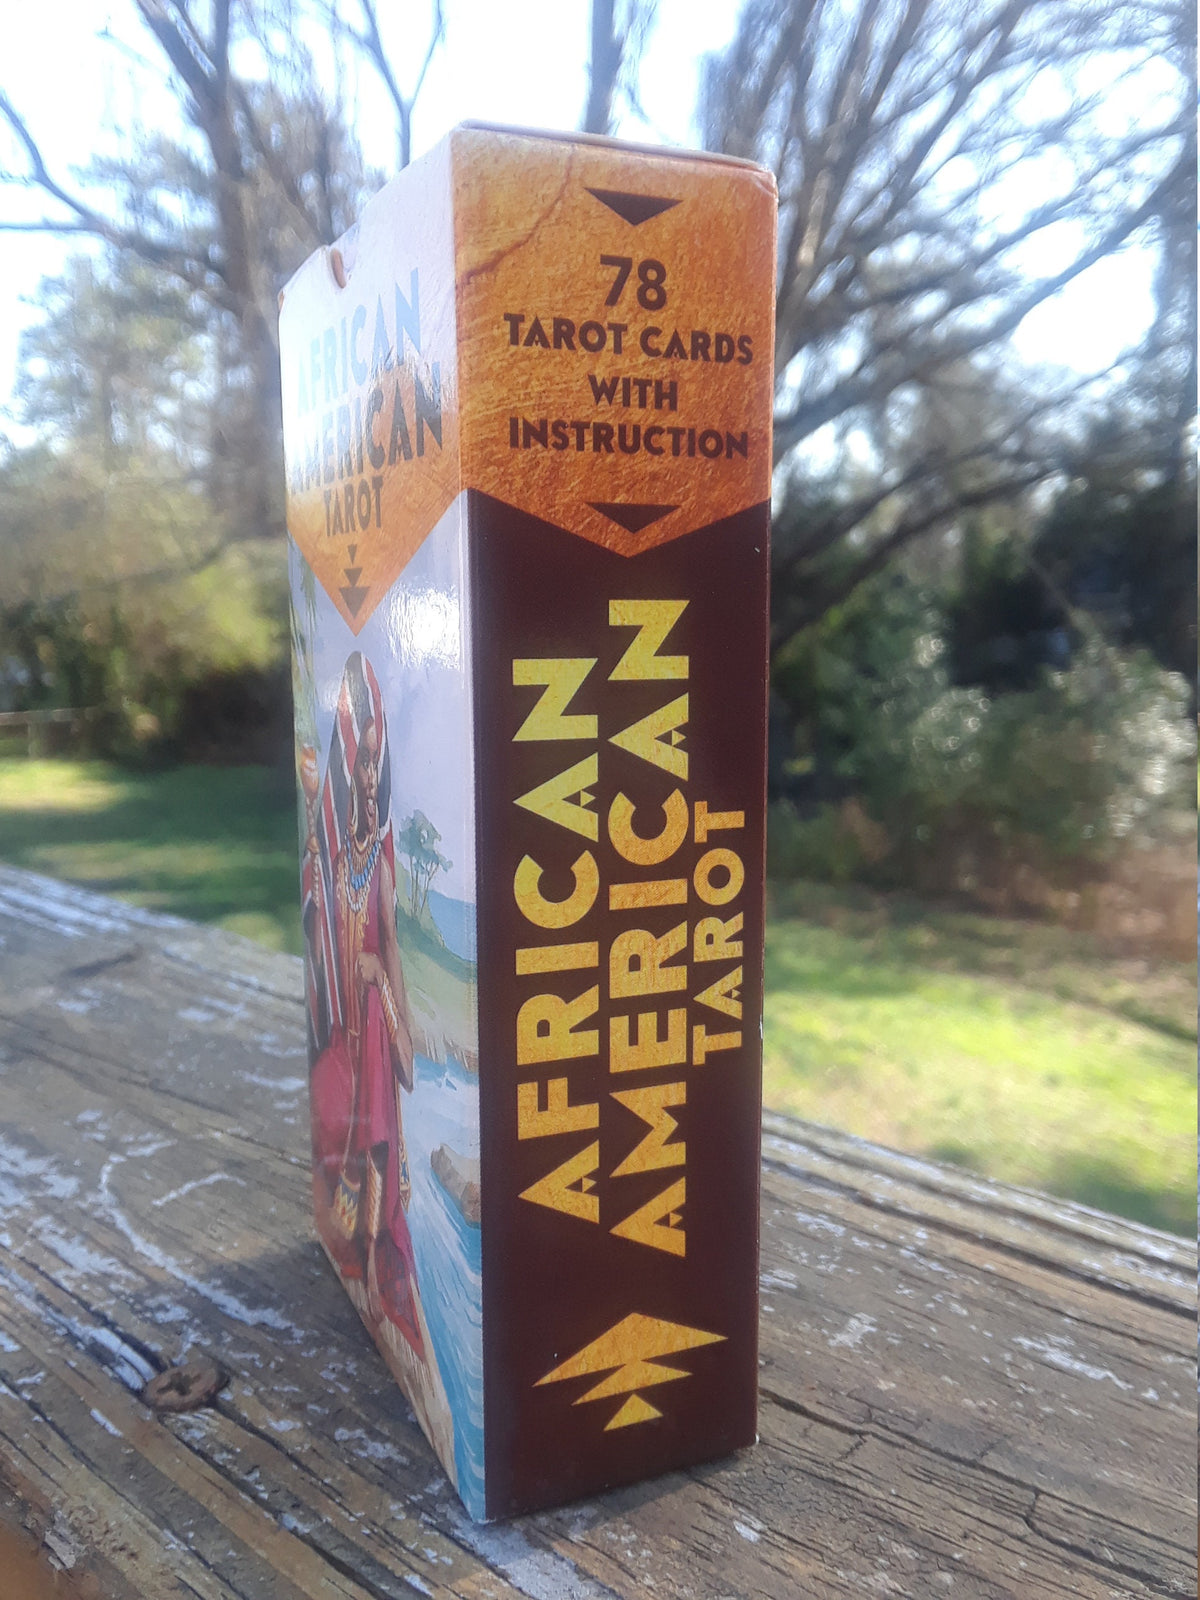 AFRICAN
AMERICAN
TAROT
78
TAROT CARDS
WITH
INSTRUCTION
AFRICAN
AMERICAN
TAROT